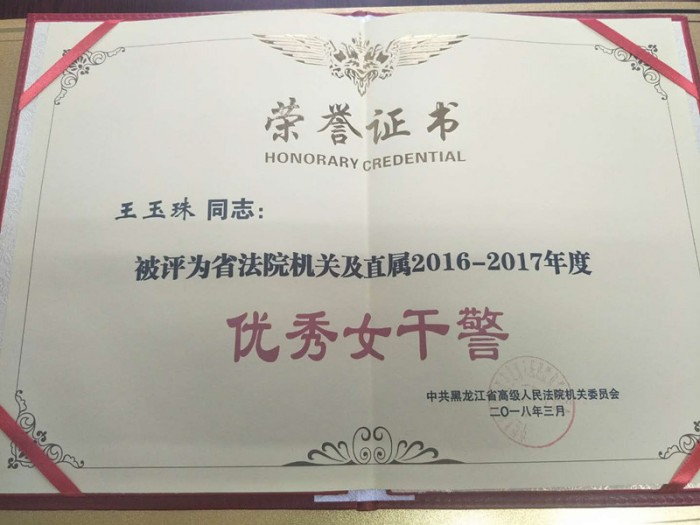 荣誉证书
HONORARY CREDENTIAL
王玉珠 同志：
被评为省法院机关及直属2016-2017年度
优秀女干警
中共黑龙江省高级人民法院机关委员会
二〇一八年三月